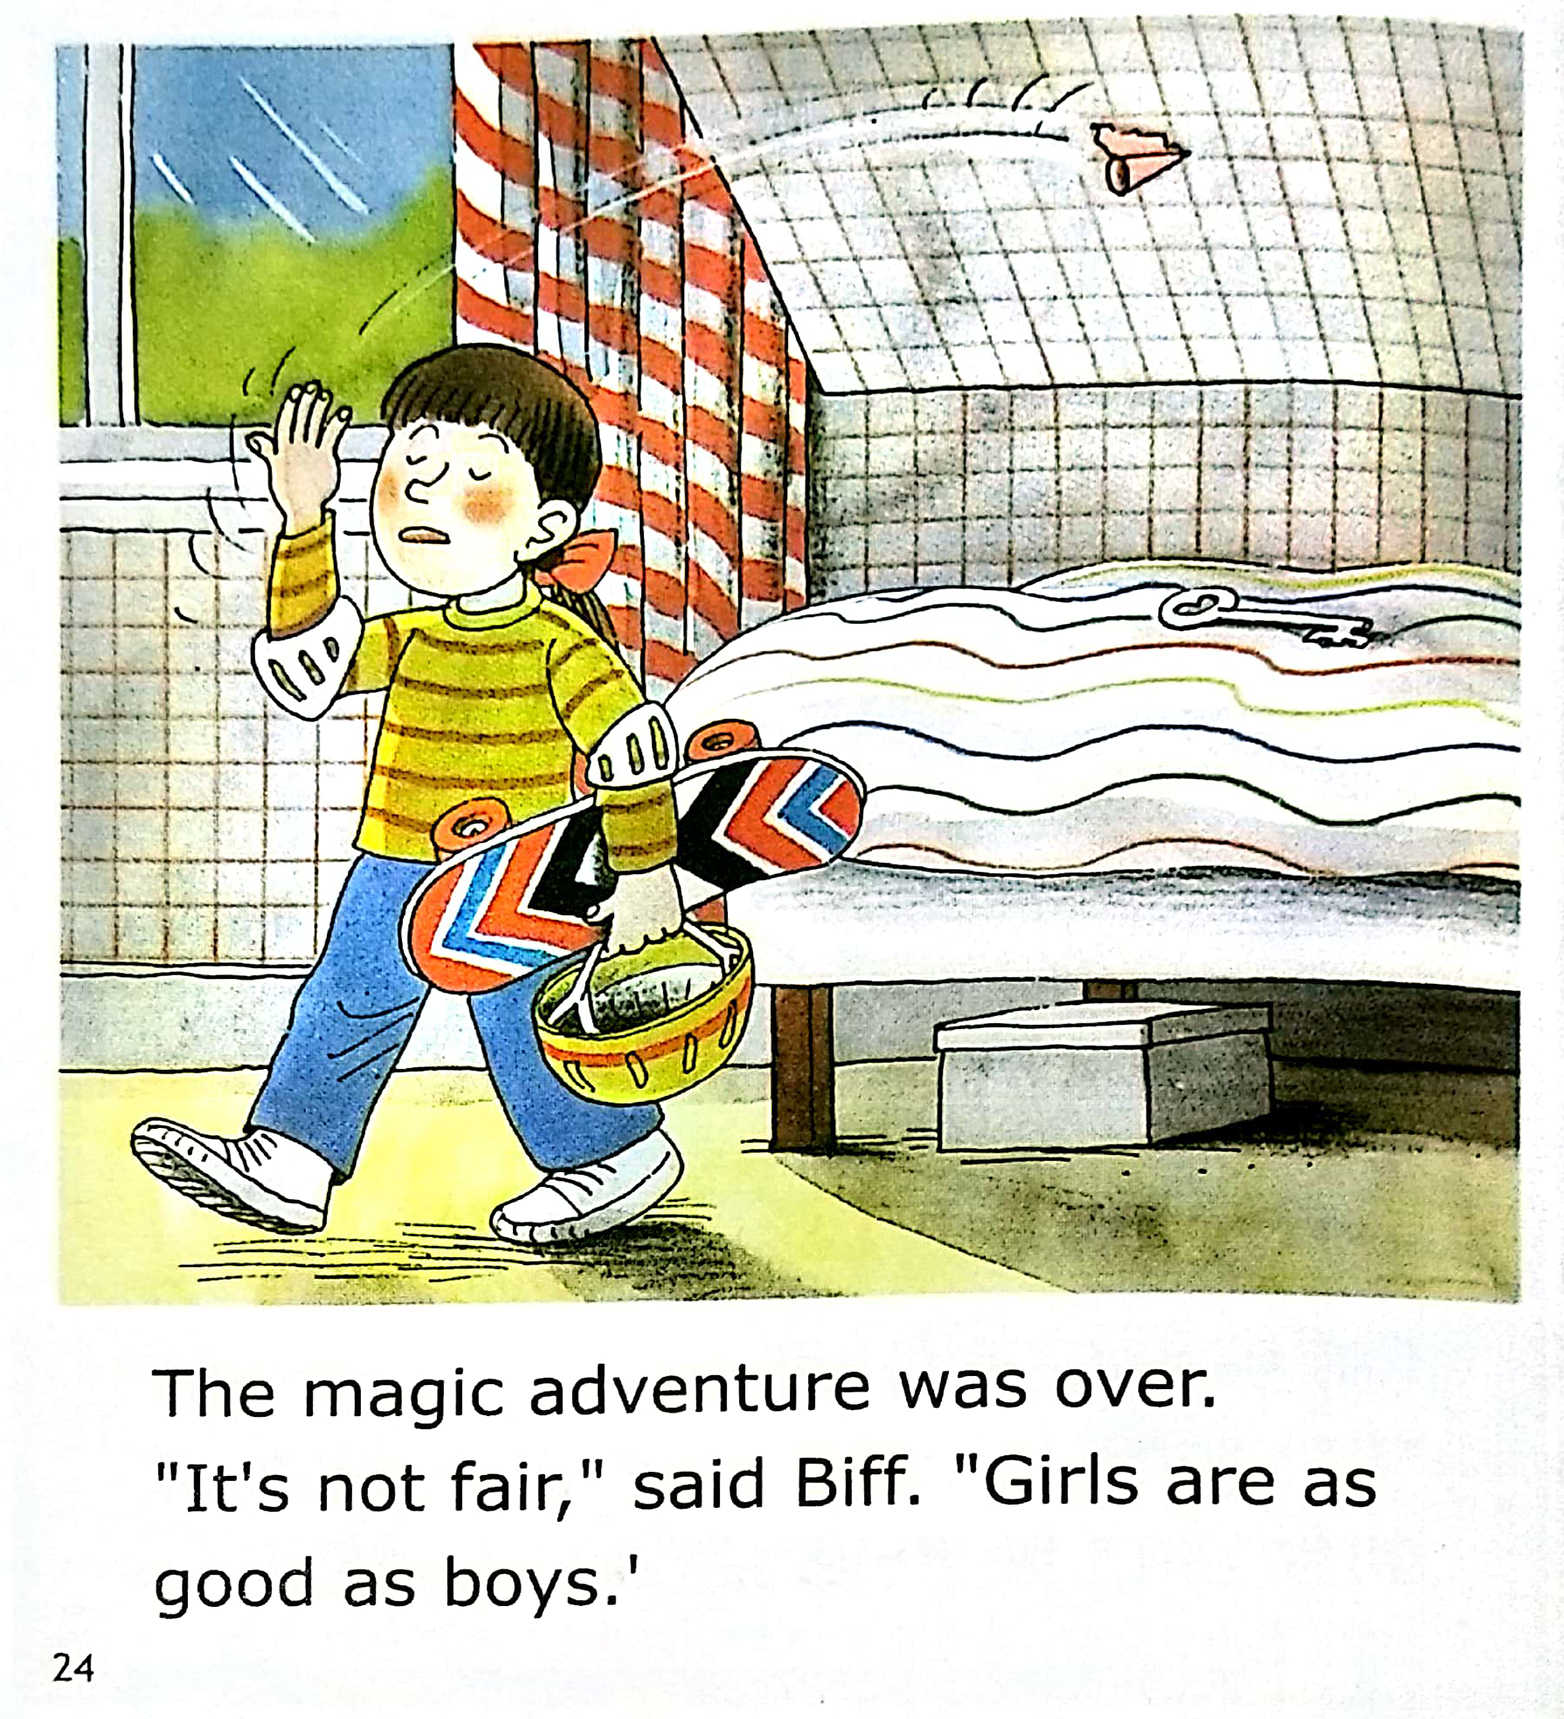 The magic adventure was over.
"It's not fair," said Biff. "Girls are as
good as boys.'
24